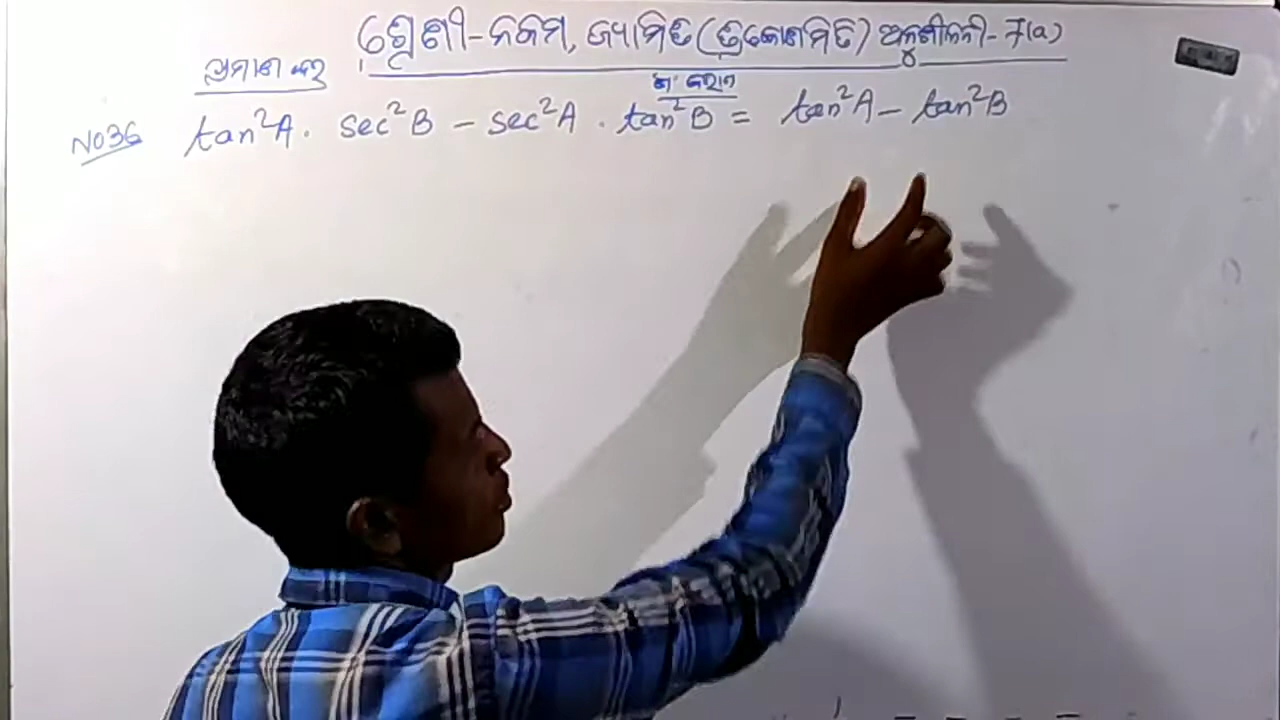 ଶ୍ରେଣୀ-ନବମ, ଜ୍ୟାମିତି (ତ୍ରିକୋଣମିତି) ଅନୁଶୀଳନୀ-7(a)
ପ୍ରମାଣ କର
No36 tan²A . sec²B - sec²A . tan²B = tan²A - tan²B